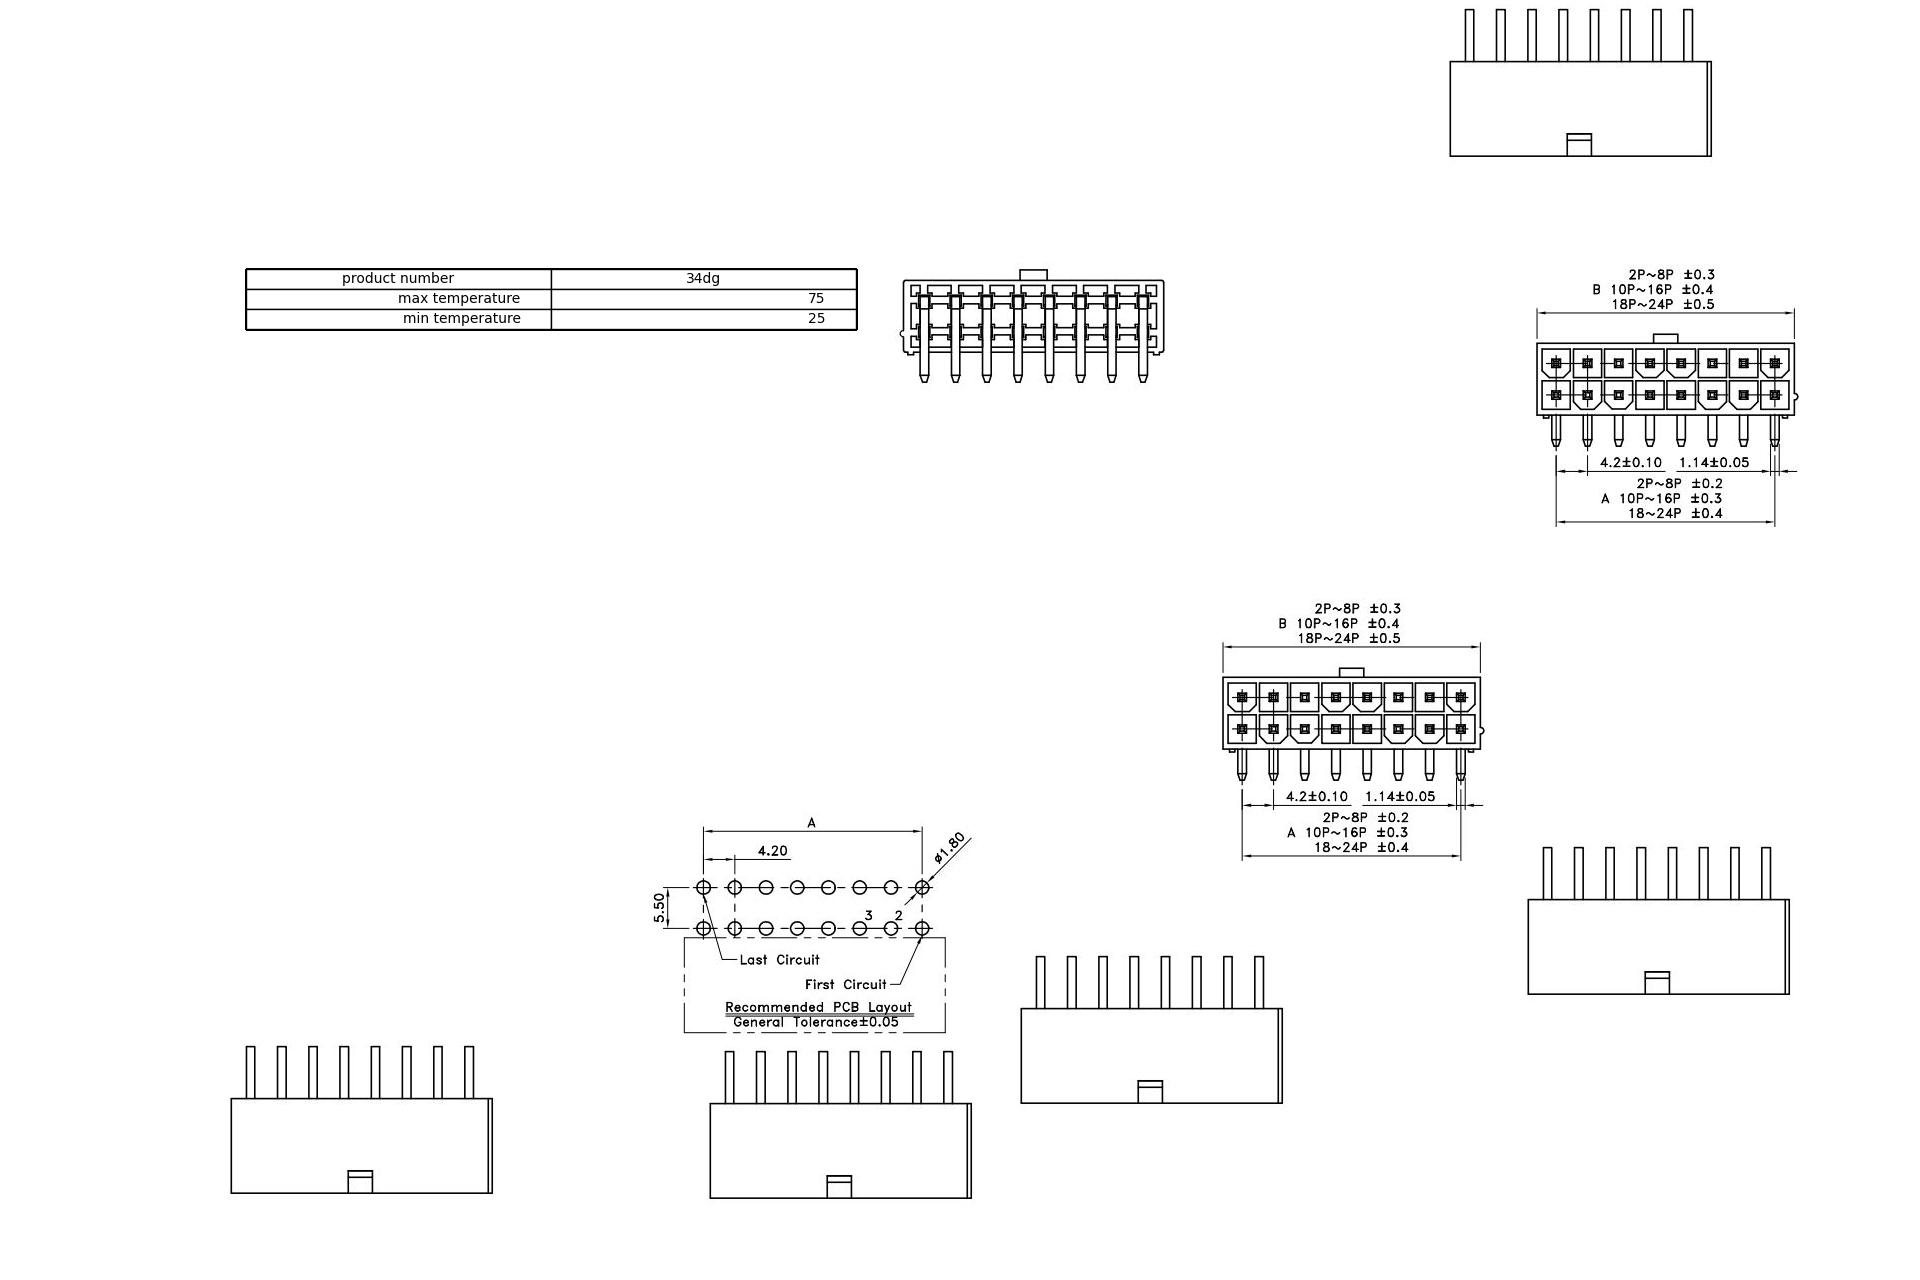 product number 34dg
max temperature 75
min temperature 25
2P~8P ±0.3
B 10P~16P ±0.4
18P~24P ±0.5
4.2±0.10 1.14±0.05
2P~8P ±0.2
A 10P~16P ±0.3
18~24P ±0.4
2P~8P ±0.3
B 10P~16P ±0.4
18P~24P ±0.5
4.2±0.10 1.14±0.05
2P~8P ±0.2
A 10P~16P ±0.3
18~24P ±0.4
A
4.20
ø1.80
5.50
3 2
Last Circuit
First Circuit
Recommended PCB Layout
General Tolerance±0.05